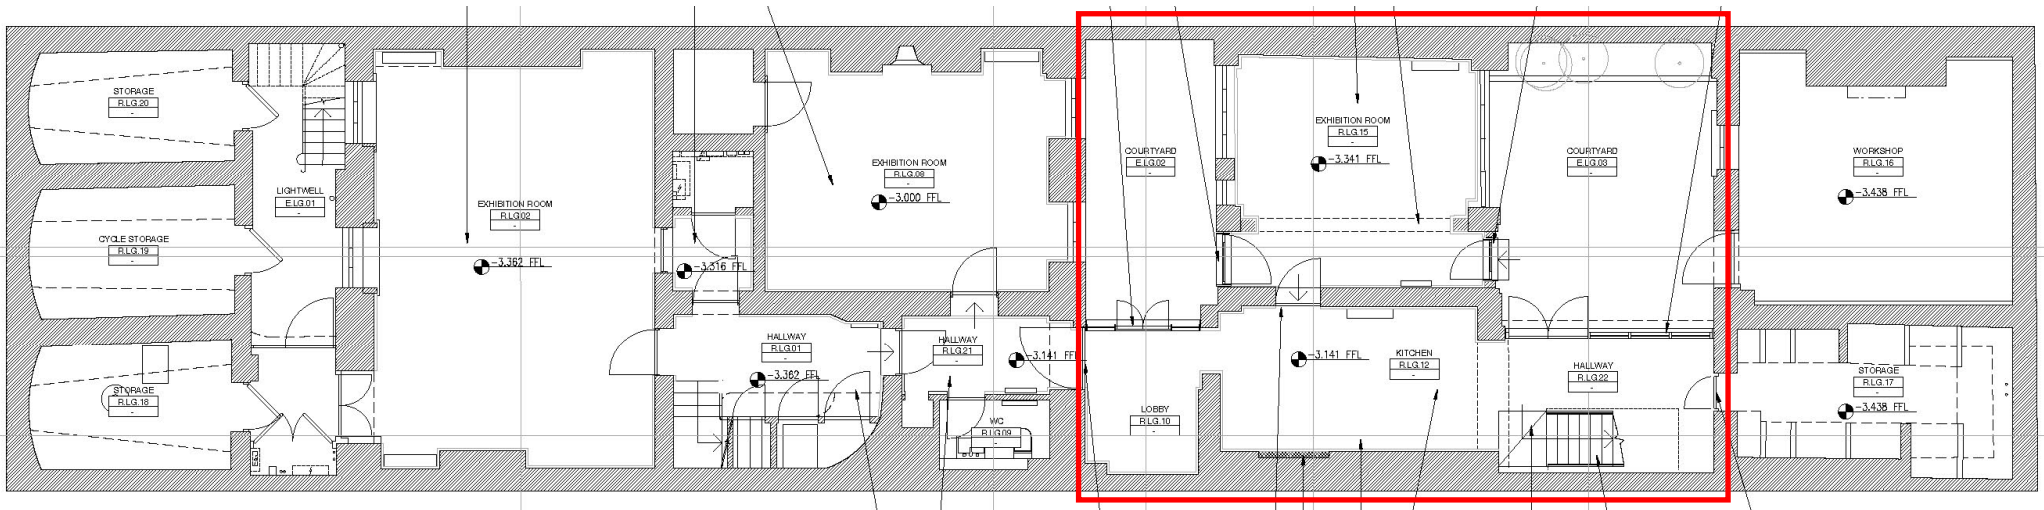 STORAGE
R.LG.20
-
CYCLE STORAGE
R.LG.19
-
STORAGE
R.LG.18
-
LIGHTWELL
E.LG.01
-
EXHIBITION ROOM
R.LG.02
-
-3.362 FFL
-3.316 FFL
HALLWAY
R.LG.01
-
-3.362 FFL
EXHIBITION ROOM
R.LG.08
-
-3.000 FFL
HALLWAY
R.LG.21
-
-3.141 FFL
WC
R.LG.09
-
COURTYARD
E.LG.02
-
LOBBY
R.LG.10
-
EXHIBITION ROOM
R.LG.15
-
-3.341 FFL
-3.141 FFL
KITCHEN
R.LG.12
-
COURTYARD
E.LG.03
-
HALLWAY
R.LG.22
-
WORKSHOP
R.LG.16
-
-3.438 FFL
STORAGE
R.LG.17
-
-3.438 FFL